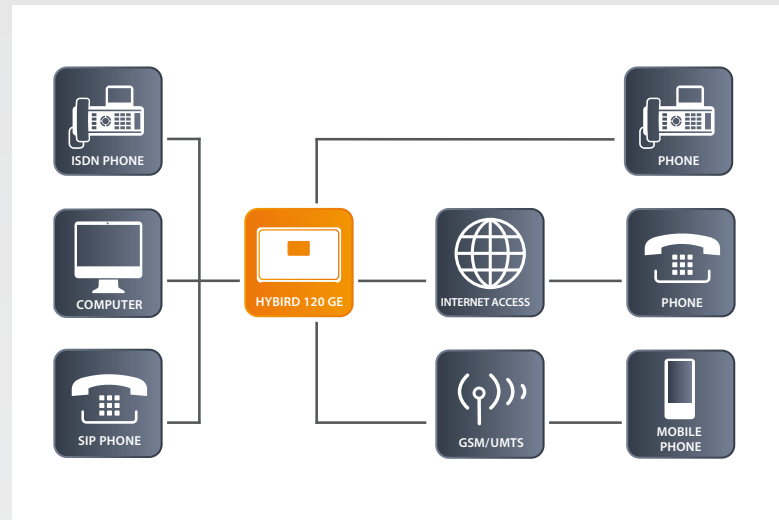 ISDN PHONE
PHONE
COMPUTER
HYBIRD 120 GE
INTERNET ACCESS
PHONE
SIP PHONE
GSM/UMTS
MOBILE
PHONE